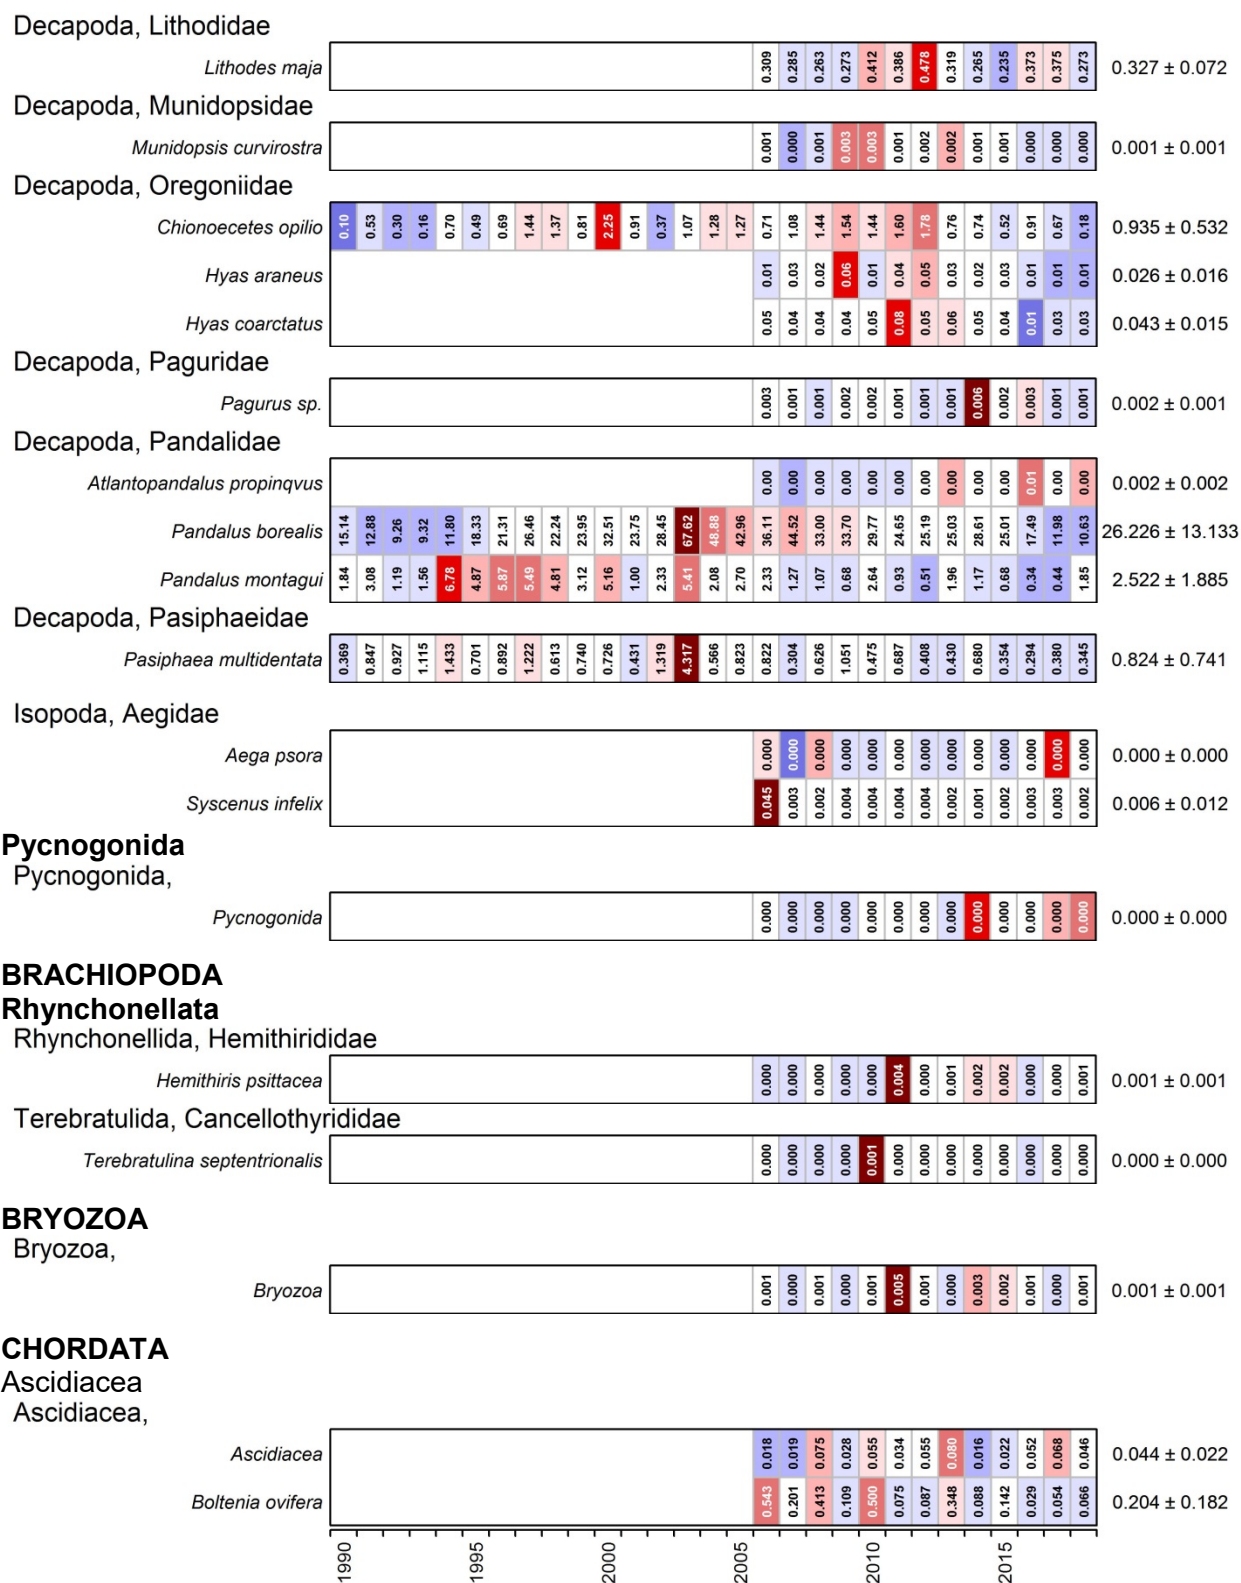 Decapoda, Lithodidae
Lithodes maja 0.309 0.285 0.263 0.273 0.412 0.386 0.478 0.319 0.265 0.235 0.373 0.375 0.273 0.327 ± 0.072
Decapoda, Munidopsidae
Munidopsis curvirostra 0.001 0.000 0.001 0.003 0.003 0.001 0.002 0.002 0.001 0.001 0.000 0.000 0.000 0.001 ± 0.001
Decapoda, Oregoniidae
Chionoecetes opilio 0.10 0.53 0.30 0.16 0.70 0.49 0.69 1.44 1.37 0.81 2.25 0.91 0.37 1.07 1.28 1.27 0.71 1.08 1.44 1.54 1.44 1.60 1.78 0.76 0.74 0.52 0.91 0.67 0.18 0.935 ± 0.532
Hyas araneus 0.01 0.03 0.02 0.06 0.01 0.04 0.05 0.03 0.02 0.03 0.01 0.01 0.01 0.026 ± 0.016
Hyas coarctatus 0.05 0.04 0.04 0.04 0.05 0.08 0.05 0.06 0.05 0.04 0.01 0.03 0.03 0.043 ± 0.015
Decapoda, Paguridae
Pagurus sp. 0.003 0.001 0.001 0.002 0.002 0.001 0.001 0.001 0.006 0.002 0.003 0.001 0.001 0.002 ± 0.001
Decapoda, Pandalidae
Atlantopandalus propinqvus 0.00 0.00 0.00 0.00 0.00 0.00 0.00 0.00 0.00 0.00 0.01 0.00 0.00 0.002 ± 0.002
Pandalus borealis 15.14 12.88 9.26 9.32 11.80 18.33 21.31 26.46 22.24 23.95 32.51 23.75 28.45 67.62 48.88 42.96 36.11 44.52 33.00 33.70 29.77 24.65 25.19 25.03 28.61 25.01 17.49 11.98 10.63 26.226 ± 13.133
Pandalus montagui 1.84 3.08 1.19 1.56 6.78 4.87 5.87 5.49 4.81 3.12 5.16 1.00 2.33 5.41 2.08 2.70 2.33 1.27 1.07 0.68 2.64 0.93 0.51 1.96 1.17 0.68 0.34 0.44 1.85 2.522 ± 1.885
Decapoda, Pasiphaeidae
Pasiphaea multidentata 0.369 0.847 0.927 1.115 1.433 0.701 0.892 1.222 0.613 0.740 0.726 0.431 1.319 4.317 0.566 0.823 0.822 0.304 0.626 1.051 0.475 0.687 0.408 0.430 0.680 0.354 0.294 0.380 0.345 0.824 ± 0.741
Isopoda, Aegidae
Aega psora 0.000 0.000 0.000 0.000 0.000 0.000 0.000 0.000 0.000 0.000 0.000 0.000 0.000 0.000 ± 0.000
Syscenus infelix 0.045 0.003 0.002 0.004 0.004 0.004 0.004 0.002 0.001 0.002 0.003 0.003 0.002 0.006 ± 0.012
Pycnogonida
Pycnogonida,
Pycnogonida 0.000 0.000 0.000 0.000 0.000 0.000 0.000 0.000 0.000 0.000 0.000 0.000 0.000 0.000 ± 0.000
BRACHIOPODA
Rhynchonellata
Rhynchonellida, Hemithirididae
Hemithiris psittacea 0.000 0.000 0.000 0.000 0.000 0.004 0.000 0.001 0.002 0.002 0.000 0.000 0.001 0.001 ± 0.001
Terebratulida, Cancellothyrididae
Terebratulina septentrionalis 0.000 0.000 0.000 0.000 0.001 0.000 0.000 0.000 0.000 0.000 0.000 0.000 0.000 0.000 ± 0.000
BRYOZOA
Bryozoa,
Bryozoa 0.001 0.000 0.001 0.000 0.001 0.005 0.001 0.000 0.003 0.002 0.001 0.000 0.001 0.001 ± 0.001
CHORDATA
Ascidiacea
Ascidiacea,
Ascidiacea 0.018 0.019 0.075 0.028 0.055 0.034 0.055 0.080 0.016 0.022 0.052 0.068 0.046 0.044 ± 0.022
Boltenia ovifera 0.543 0.201 0.413 0.109 0.500 0.075 0.087 0.348 0.088 0.142 0.029 0.054 0.066 0.204 ± 0.182
1990 1995 2000 2005 2010 2015